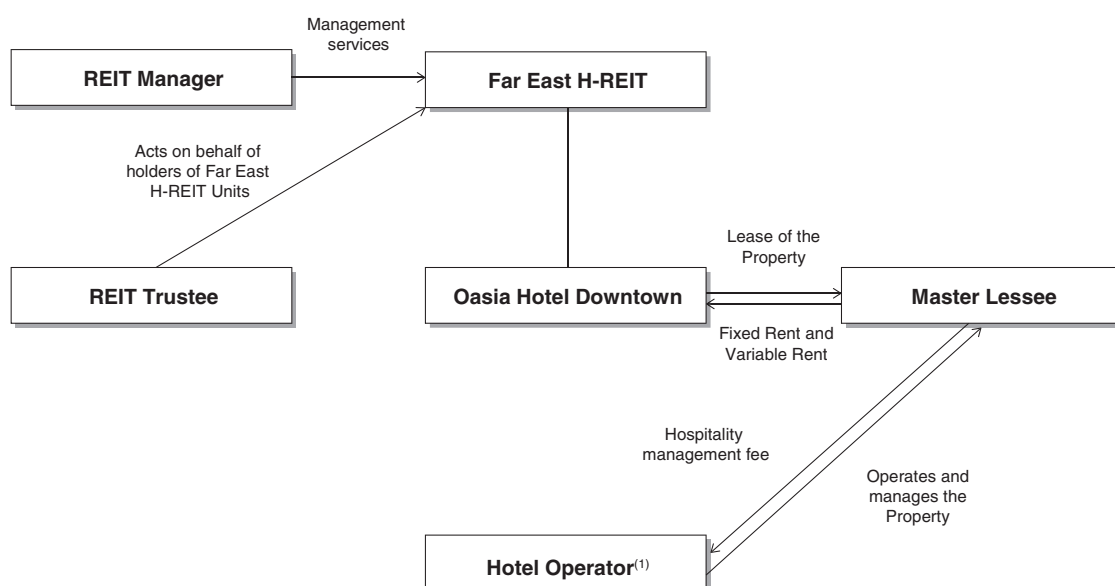 Management
services
REIT Manager
Far East H-REIT
Acts on behalf of
holders of Far East
H-REIT Units
Lease of the
Property
REIT Trustee
Oasia Hotel Downtown
Master Lessee
Fixed Rent and
Variable Rent
Hospitality
management fee
Operates and
manages the
Property
Hotel Operator(1)